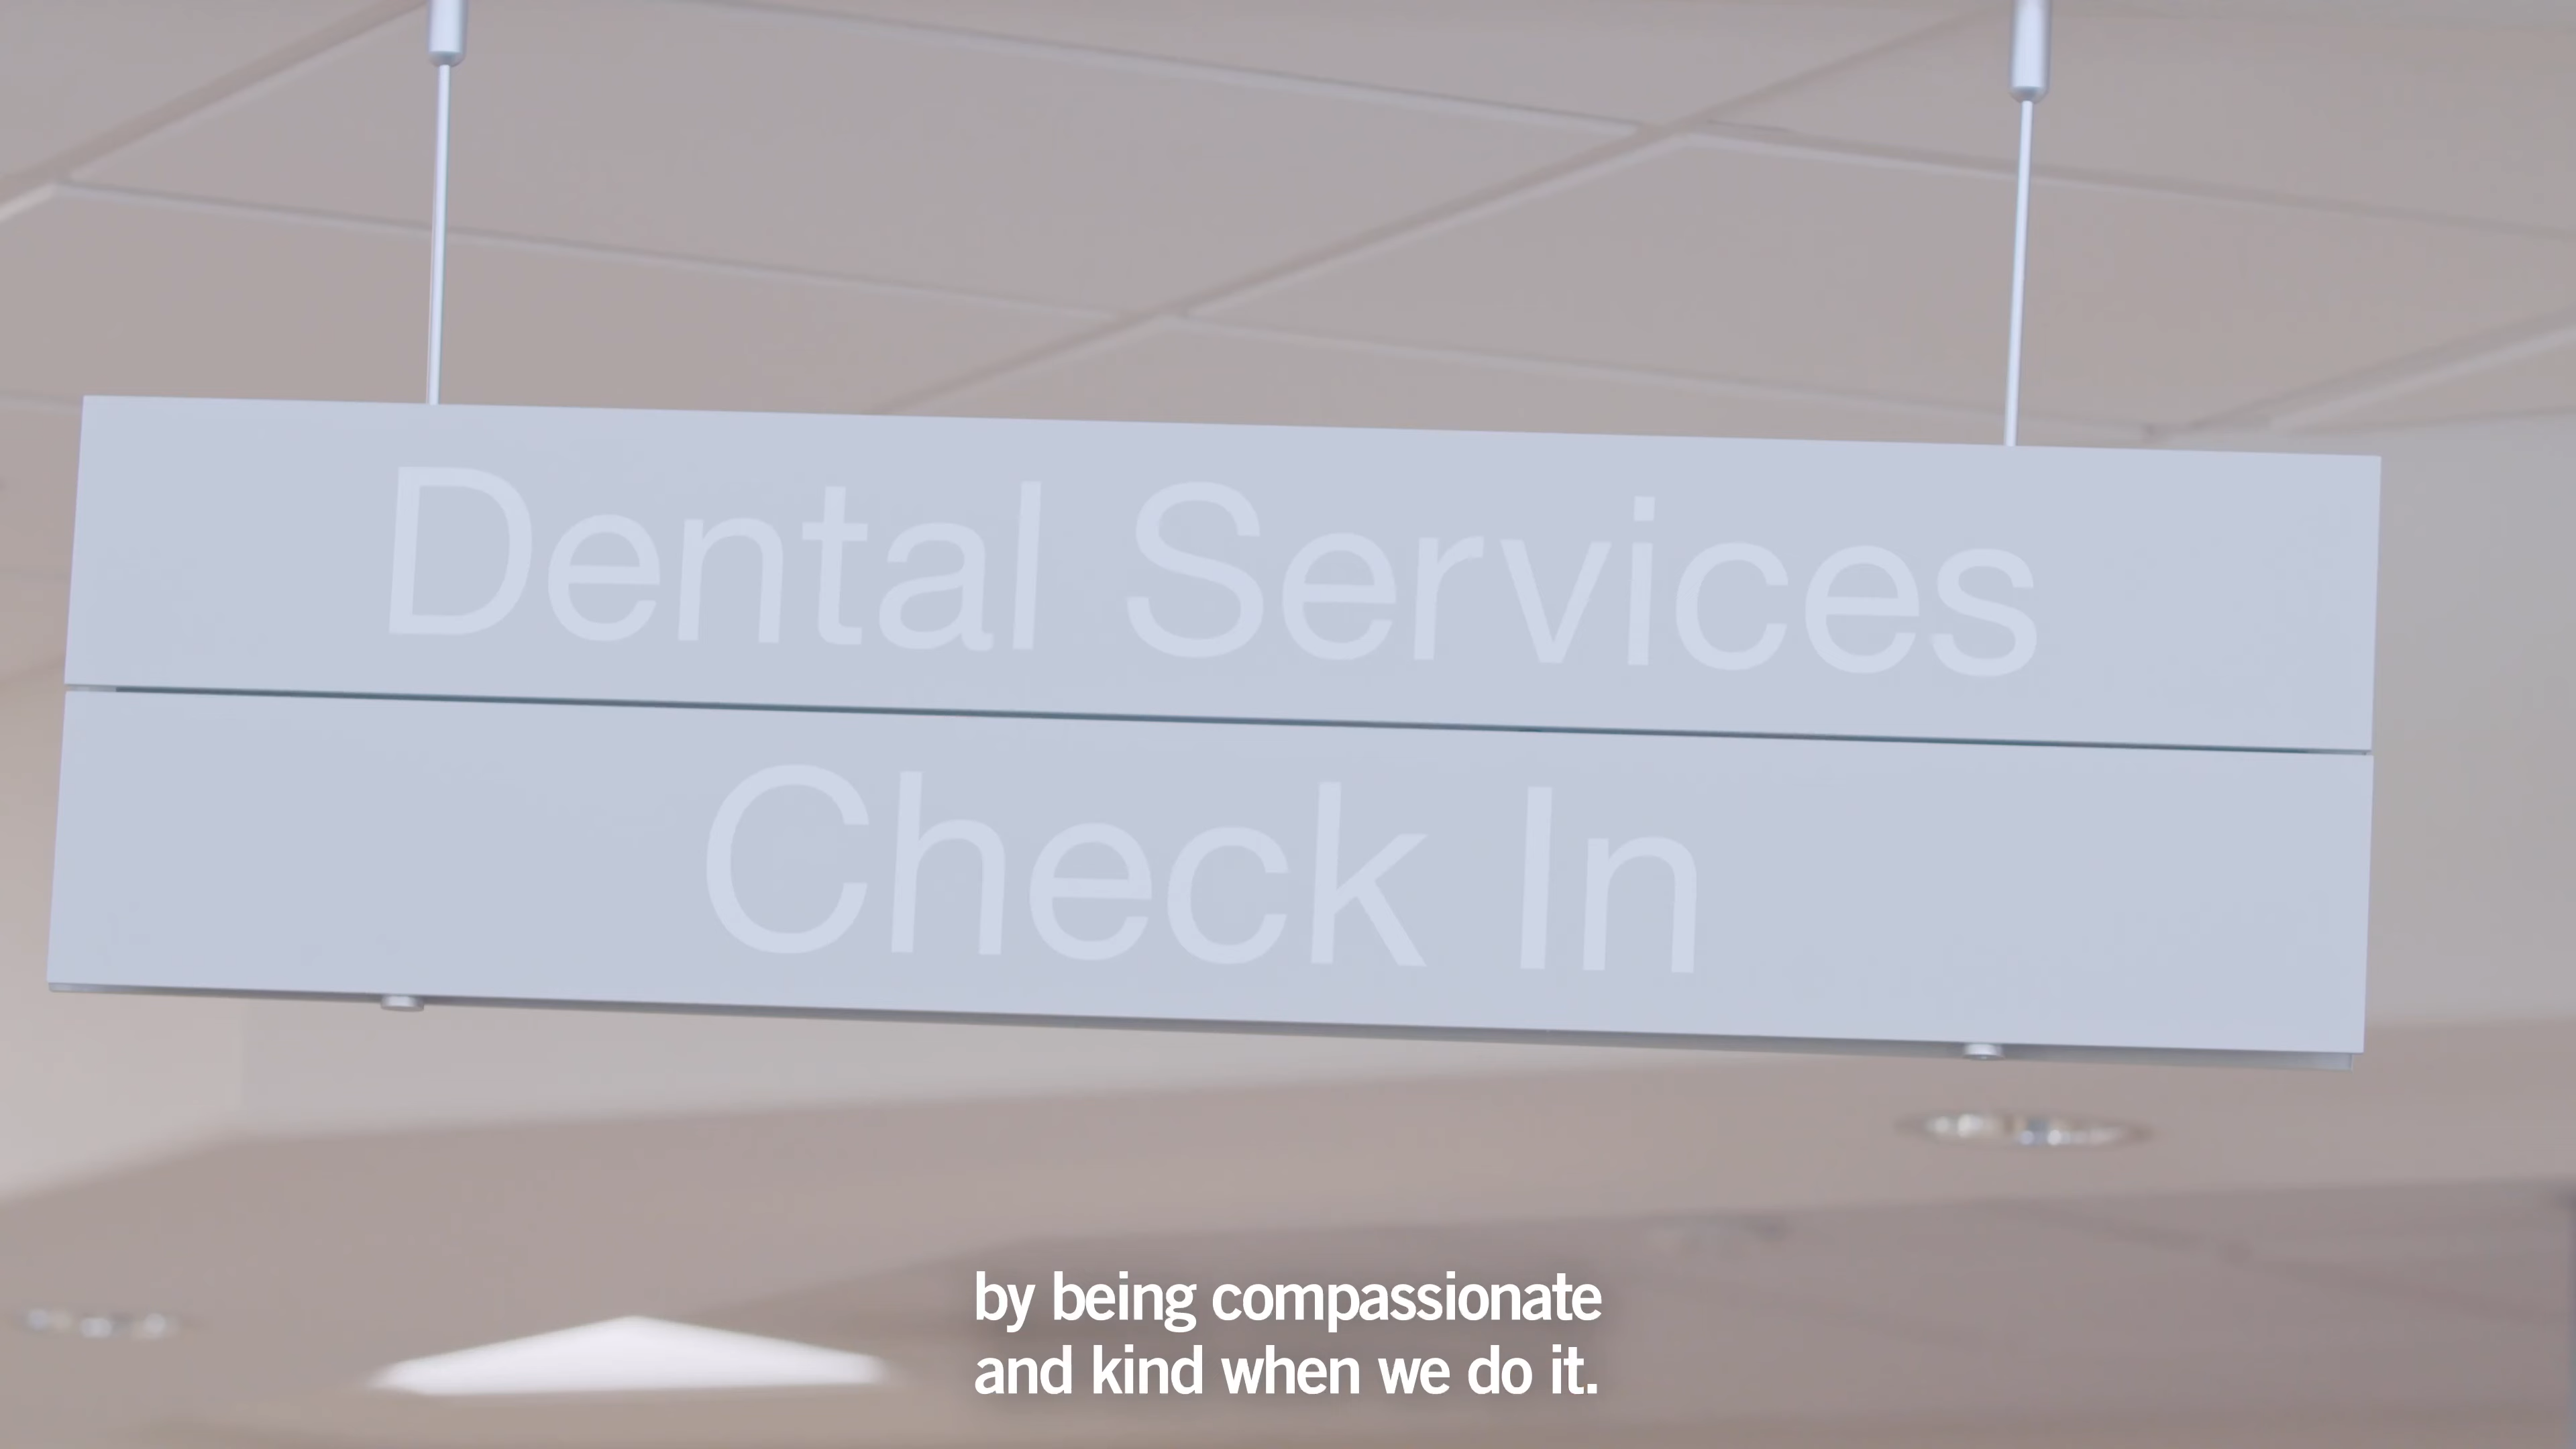 Dental Services
Check In
by being compassionate
and kind when we do it.